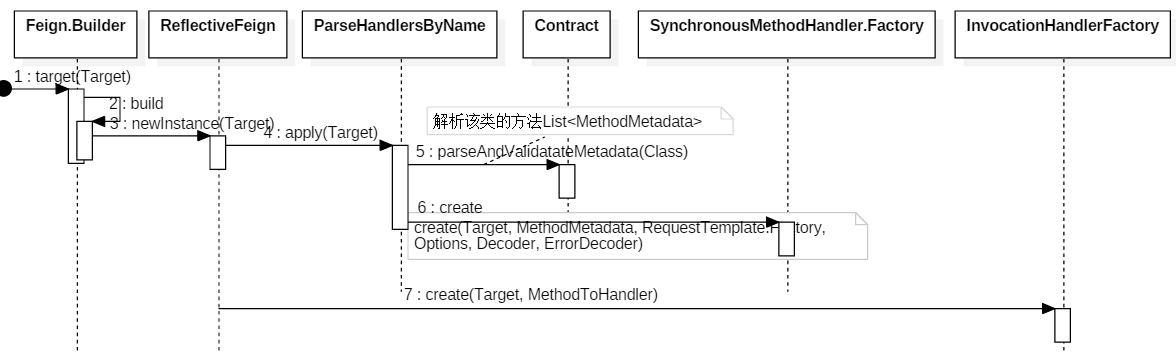 Feign.Builder
ReflectiveFeign
ParseHandlersByName
Contract
SynchronousMethodHandler.Factory
InvocationHandlerFactory
1 : target(Target)
2 : build
3 : newInstance(Target)
4 : apply(Target)
解析该类的方法List<MethodMetadata>
5 : parseAndValidatateMetadata(Class)
6 : create
create(Target, MethodMetadata, RequestTemplate.Factory,
Options, Decoder, ErrorDecoder)
7 : create(Target, MethodToHandler)